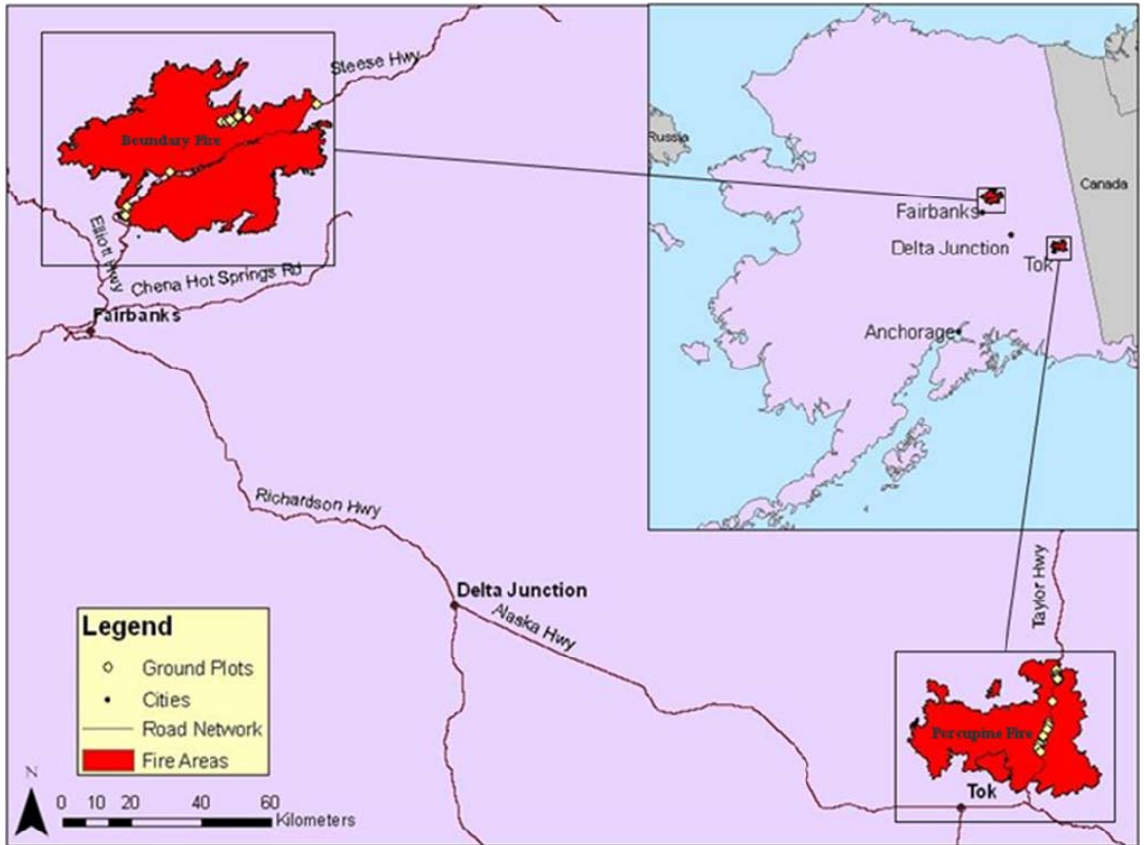 Steese Hwy
Boundary Fire
Elliott Hwy
Chena Hot Springs Rd
Fairbanks
Richardson Hwy
Delta Junction
Alaska Hwy
Russia
Canada
Fairbanks
Delta Junction
Tok
Anchorage
Taylor Hwy
Percupine Fire
Tok
Legend
Ground Plots
Cities
Road Network
Fire Areas
N
0 10 20 40 60
Kilometers